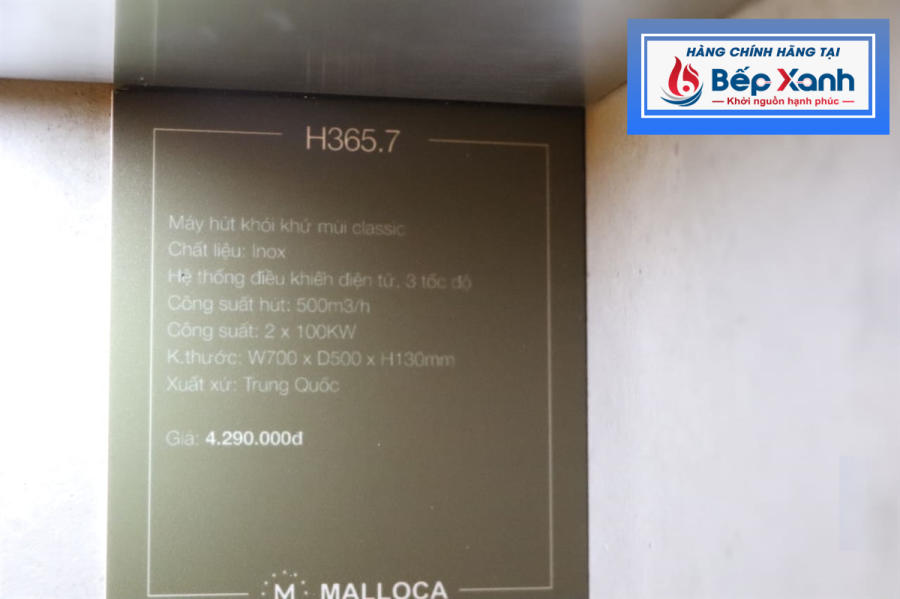 HÀNG CHÍNH HÃNG TẠI
Bếp Xanh
Khơi nguồn hạnh phúc
H365.7
Máy hút khói khử mùi classic
Chất liệu: Inox
Hệ thống điều khiển điện tử, 3 tốc độ
Công suất hút: 500m3/h
Công suất: 2 x 100KW
K.thước: W700 x D500 x H130mm
Xuất xứ: Trung Quốc
Giá: 4.290.000đ
M MALLOCA